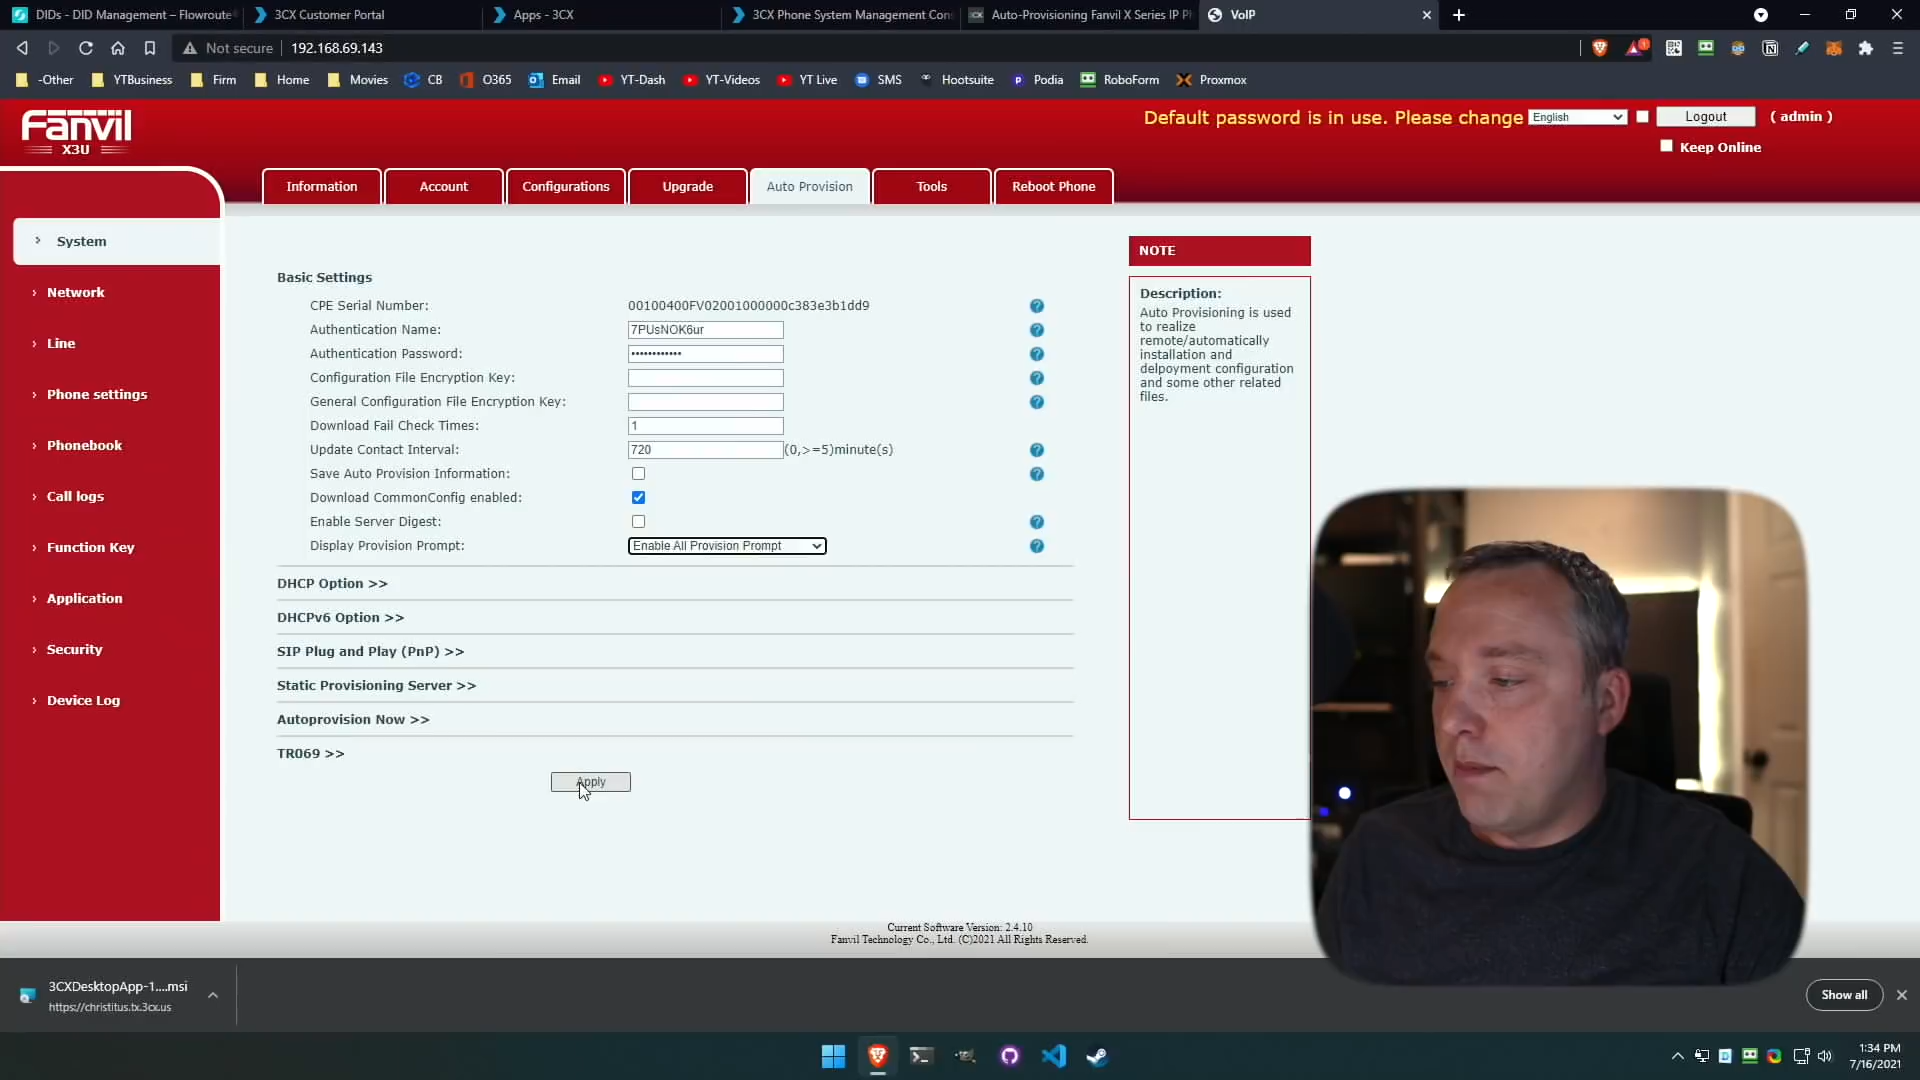 DIDs - DID Management – Flowroute
3CX Customer Portal
Apps - 3CX
3CX Phone System Management Con
Auto-Provisioning Fanvil X Series IP Ph
VoIP
Not secure
192.168.69.143
-Other
YTBusiness
Firm
Home
Movies
CB
O365
Email
YT-Dash
YT-Videos
YT Live
SMS
Hootsuite
Podia
RoboForm
Proxmox
Fanvil
X3U
Default password is in use. Please change
English
Logout
( admin )
Keep Online
Information
Account
Configurations
Upgrade
Auto Provision
Tools
Reboot Phone
System
Network
Line
Phone settings
Phonebook
Call logs
Function Key
Application
Security
Device Log
Basic Settings
CPE Serial Number: 00100400FV02001000000c383e3b1dd9
Authentication Name: 7PUsNOK6ur
Authentication Password: ••••••••••••
Configuration File Encryption Key:
General Configuration File Encryption Key:
Download Fail Check Times: 1
Update Contact Interval: 720 (0,>=5)minute(s)
Save Auto Provision Information:
Download CommonConfig enabled:
Enable Server Digest:
Display Provision Prompt: Enable All Provision Prompt
DHCP Option >>
DHCPv6 Option >>
SIP Plug and Play (PnP) >>
Static Provisioning Server >>
Autoprovision Now >>
TR069 >>
Apply
NOTE
Description:
Auto Provisioning is used
to realize
remote/automatically
installation and
delpoyment configuration
and some other related
files.
Current Software Version: 2.4.10
Fanvil Technology Co., Ltd. (C)2021 All Rights Reserved.
3CXDesktopApp-1....msi
https://christitus.tx.3cx.us
Show all
1:34 PM
7/16/2021